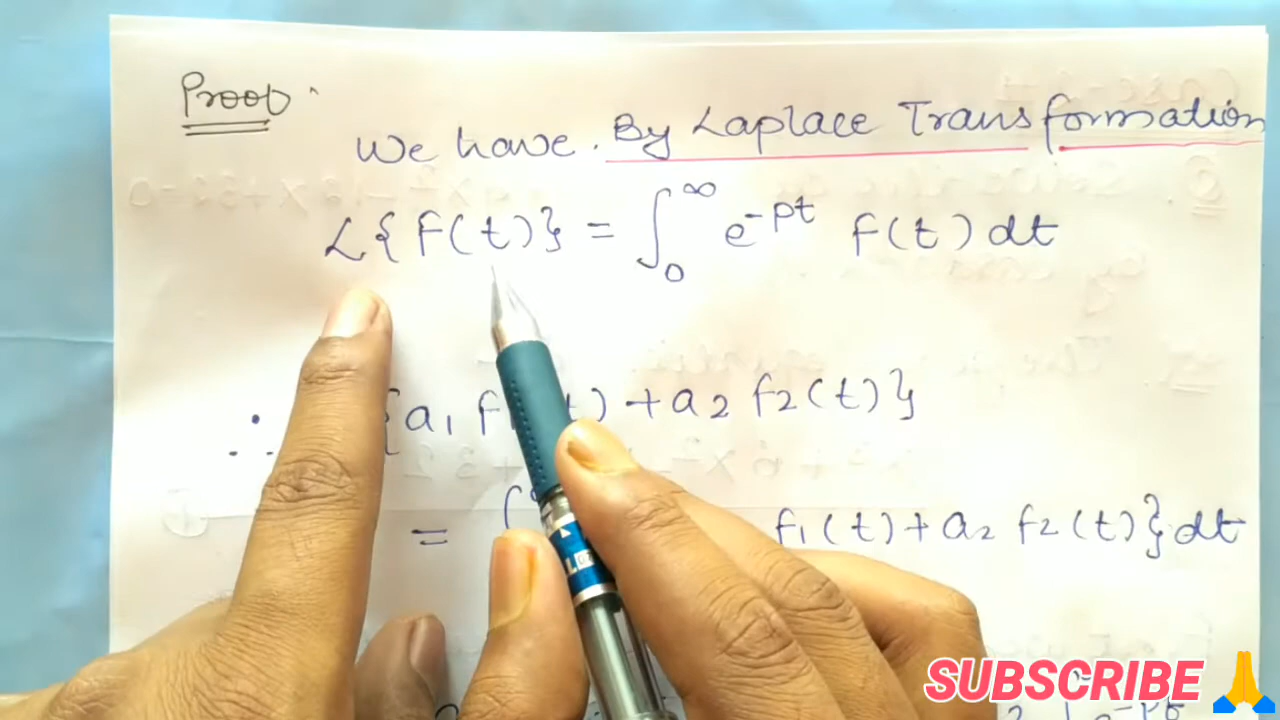 Proof.
We have. By Laplace Transformation
L{F(t)} = ∫₀^∞ e^-pt f(t) dt
∴ {a1 f (t) + a2 f2(t)}
= ∫ f1(t) + a2 f2(t)} dt
SUBSCRIBE